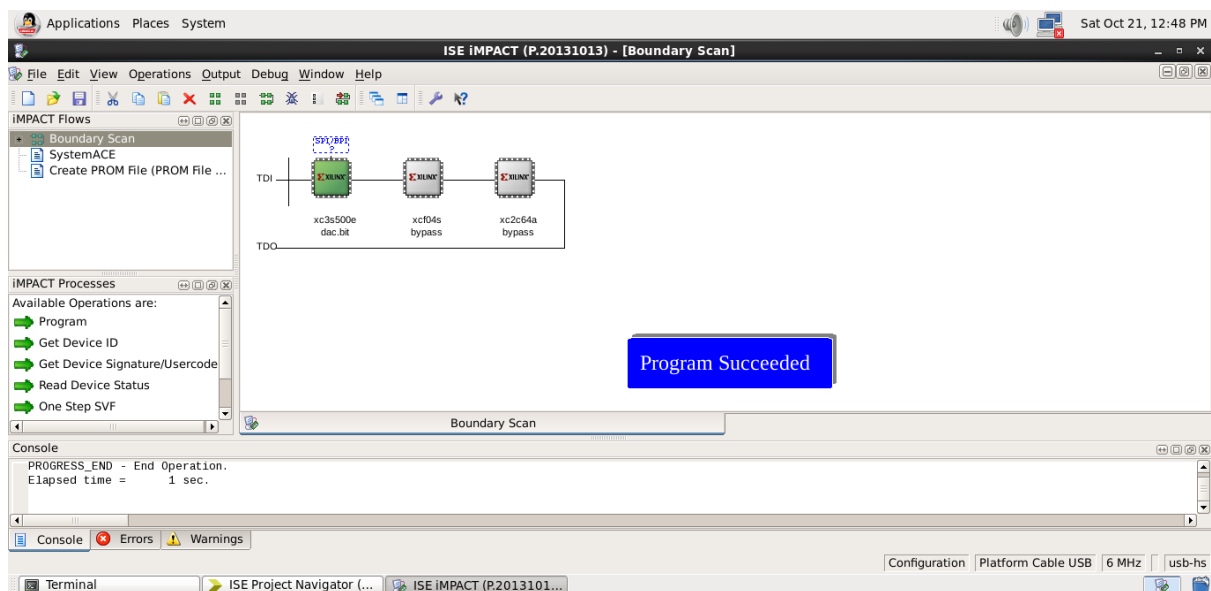 Applications Places System
Sat Oct 21, 12:48 PM
ISE iMPACT (P.20131013) - [Boundary Scan]
File Edit View Operations Output Debug Window Help
iMPACT Flows
Boundary Scan
SystemACE
Create PROM File (PROM File ...
SPI/BPI
?
TDI
XILINX XILINX XILINX
xc3s500e xcf04s xc2c64a
dac.bit bypass bypass
TDO
iMPACT Processes
Available Operations are:
Program
Get Device ID
Get Device Signature/Usercode
Read Device Status
One Step SVF
Program Succeeded
Boundary Scan
Console
PROGRESS_END - End Operation.
Elapsed time = 1 sec.
Console Errors Warnings
Configuration Platform Cable USB 6 MHz usb-hs
Terminal ISE Project Navigator (... ISE iMPACT (P.2013101...